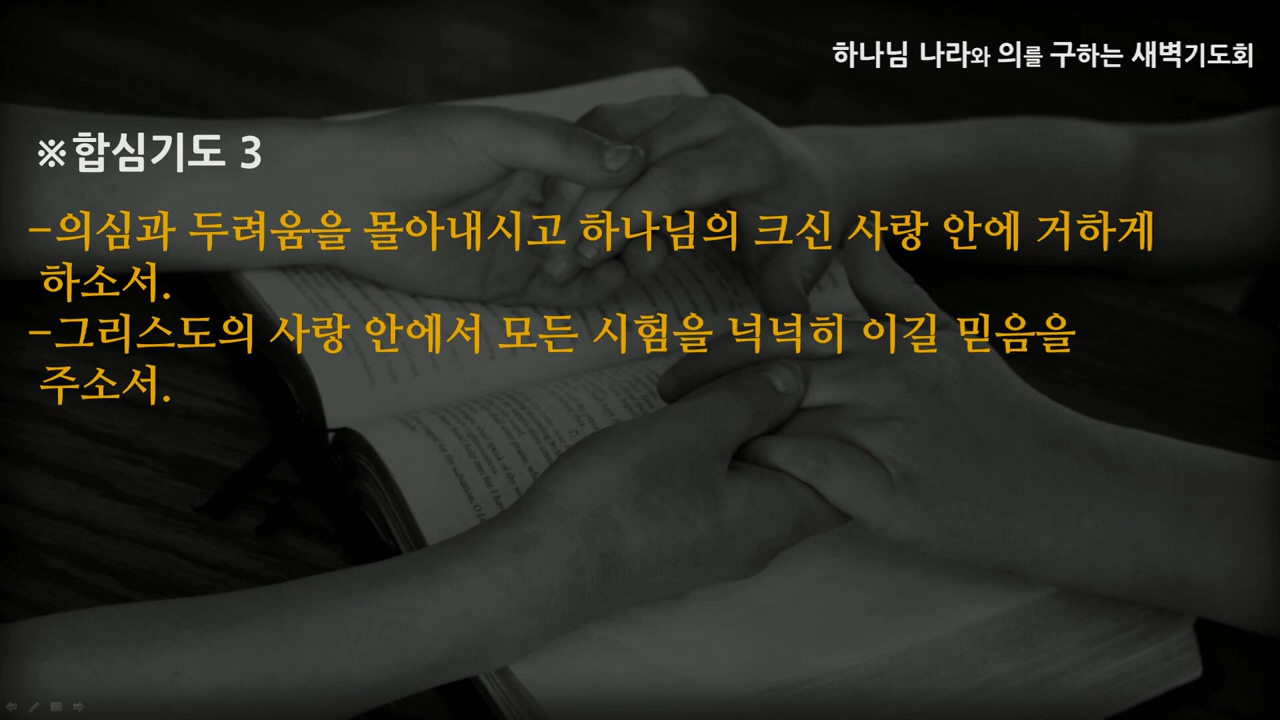 하나님 나라와 의를 구하는 새벽기도회
※합심기도 3
-의심과 두려움을 몰아내시고 하나님의 크신 사랑 안에 거하게
하소서.
-그리스도의 사랑 안에서 모든 시험을 넉넉히 이길 믿음을
주소서.